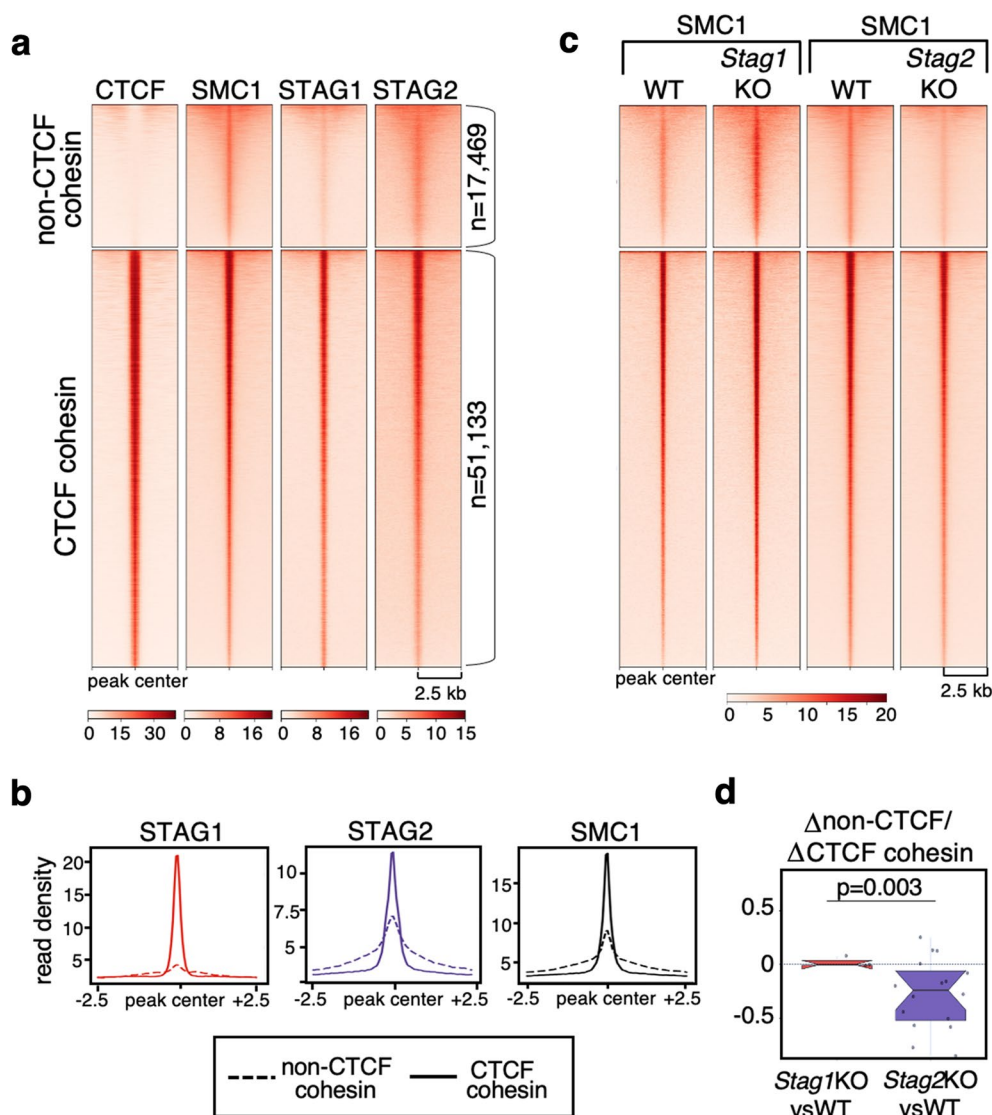 a
CTCF SMC1 STAG1 STAG2
non-CTCF
cohesin
n=17,469
CTCF cohesin
n=51,133
peak center
2.5 kb
0 15 30 0 8 16 0 8 16 0 5 10 15
c
SMC1 SMC1
Stag1 Stag2
WT KO WT KO
peak center
2.5 kb
0 5 10 15 20
b
STAG1 STAG2 SMC1
read density
20
15
10
5
10
7.5
5
15
10
5
-2.5 peak center +2.5
-2.5 peak center +2.5
-2.5 peak center +2.5
non-CTCF
cohesin
CTCF
cohesin
d
Δnon-CTCF/
ΔCTCF cohesin
p=0.003
0.5
0
-0.5
Stag1KO
vsWT
Stag2KO
vsWT